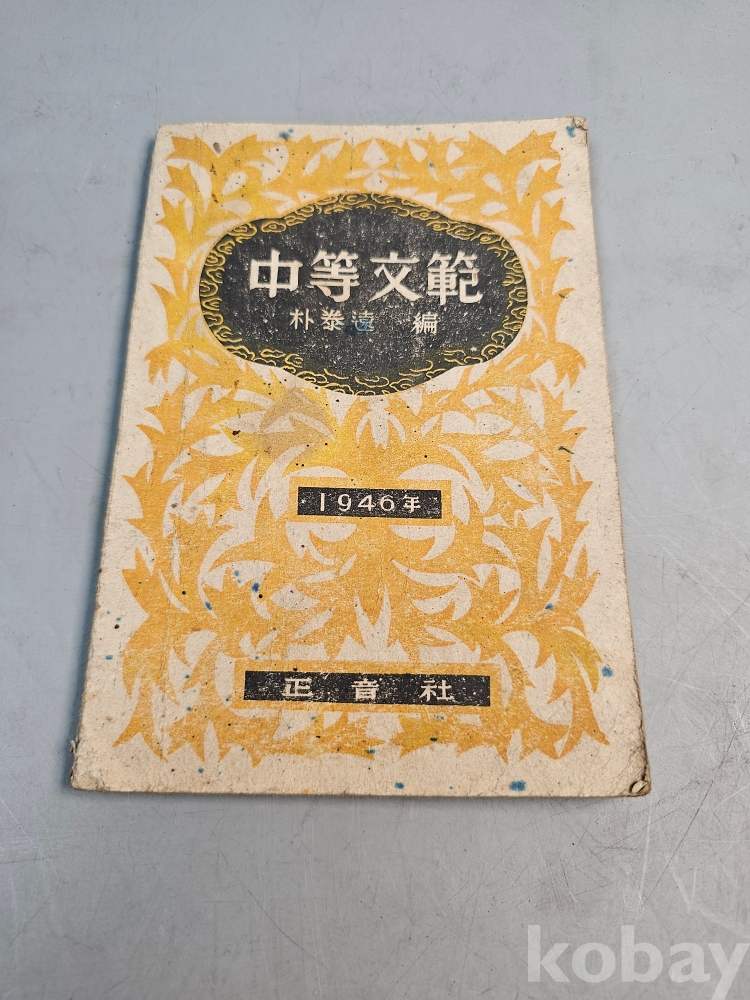 中等文範
朴泰遠 編
1946年
正音社
kobay